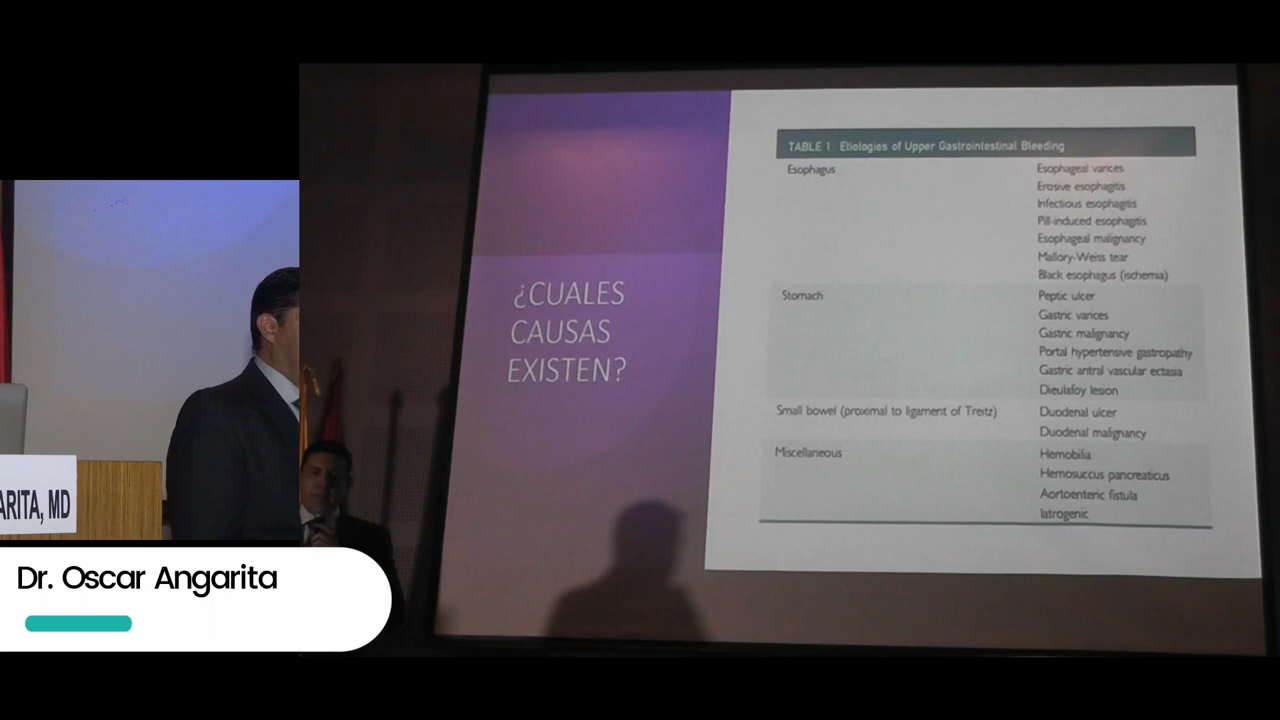 ARITA, MD
Dr. Oscar Angarita
¿CUALES
CAUSAS
EXISTEN?
TABLE 1 Etiologies of Upper Gastrointestinal Bleeding
Esophagus Esophageal varices
Erosive esophagitis
Infectious esophagitis
Pill-induced esophagitis
Esophageal malignancy
Mallory-Weiss tear
Black esophagus (ischemia)
Stomach Peptic ulcer
Gastric varices
Gastric malignancy
Portal hypertensive gastropathy
Gastric antral vascular ectasia
Dieulafoy lesion
Small bowel (proximal to ligament of Treitz) Duodenal ulcer
Duodenal malignancy
Miscellaneous Hemobilia
Hemosuccus pancreaticus
Aortoenteric fistula
Iatrogenic